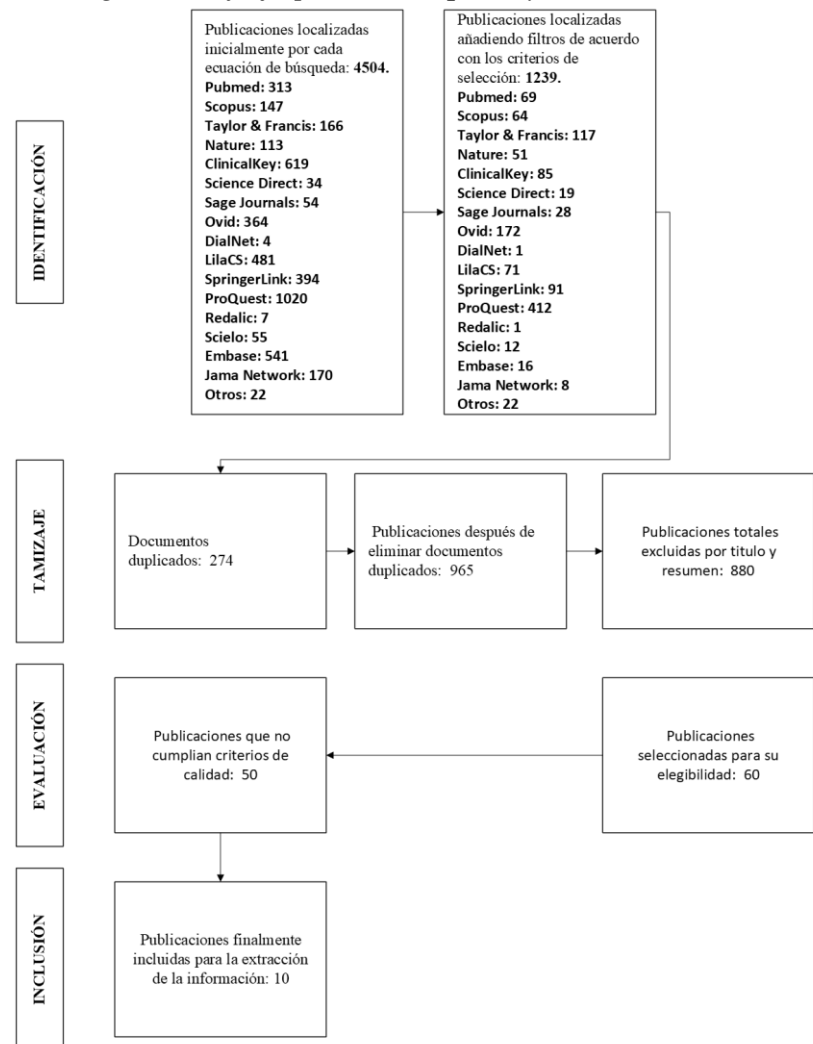 Publicaciones localizadas
inicialmente por cada
ecuación de búsqueda: 4504.
Pubmed: 313
Scopus: 147
Taylor & Francis: 166
Nature: 113
ClinicalKey: 619
Science Direct: 34
Sage Journals: 54
Ovid: 364
DialNet: 4
LilaCS: 481
SpringerLink: 394
ProQuest: 1020
Redalic: 7
Scielo: 55
Embase: 541
Jama Network: 170
Otros: 22
Publicaciones localizadas
añadiendo filtros de acuerdo
con los criterios de
selección: 1239.
Pubmed: 69
Scopus: 64
Taylor & Francis: 117
Nature: 51
ClinicalKey: 85
Science Direct: 19
Sage Journals: 28
Ovid: 172
DialNet: 1
LilaCS: 71
SpringerLink: 91
ProQuest: 412
Redalic: 1
Scielo: 12
Embase: 16
Jama Network: 8
Otros: 22
IDENTIFICACIÓN
TAMIZAJE
Documentos
duplicados: 274
Publicaciones después de
eliminar documentos
duplicados: 965
Publicaciones totales
excluidas por titulo y
resumen: 880
EVALUACIÓN
Publicaciones que no
cumplian criterios de
calidad: 50
Publicaciones
seleccionadas para su
elegibilidad: 60
INCLUSIÓN
Publicaciones finalmente
incluidas para la extracción
de la información: 10